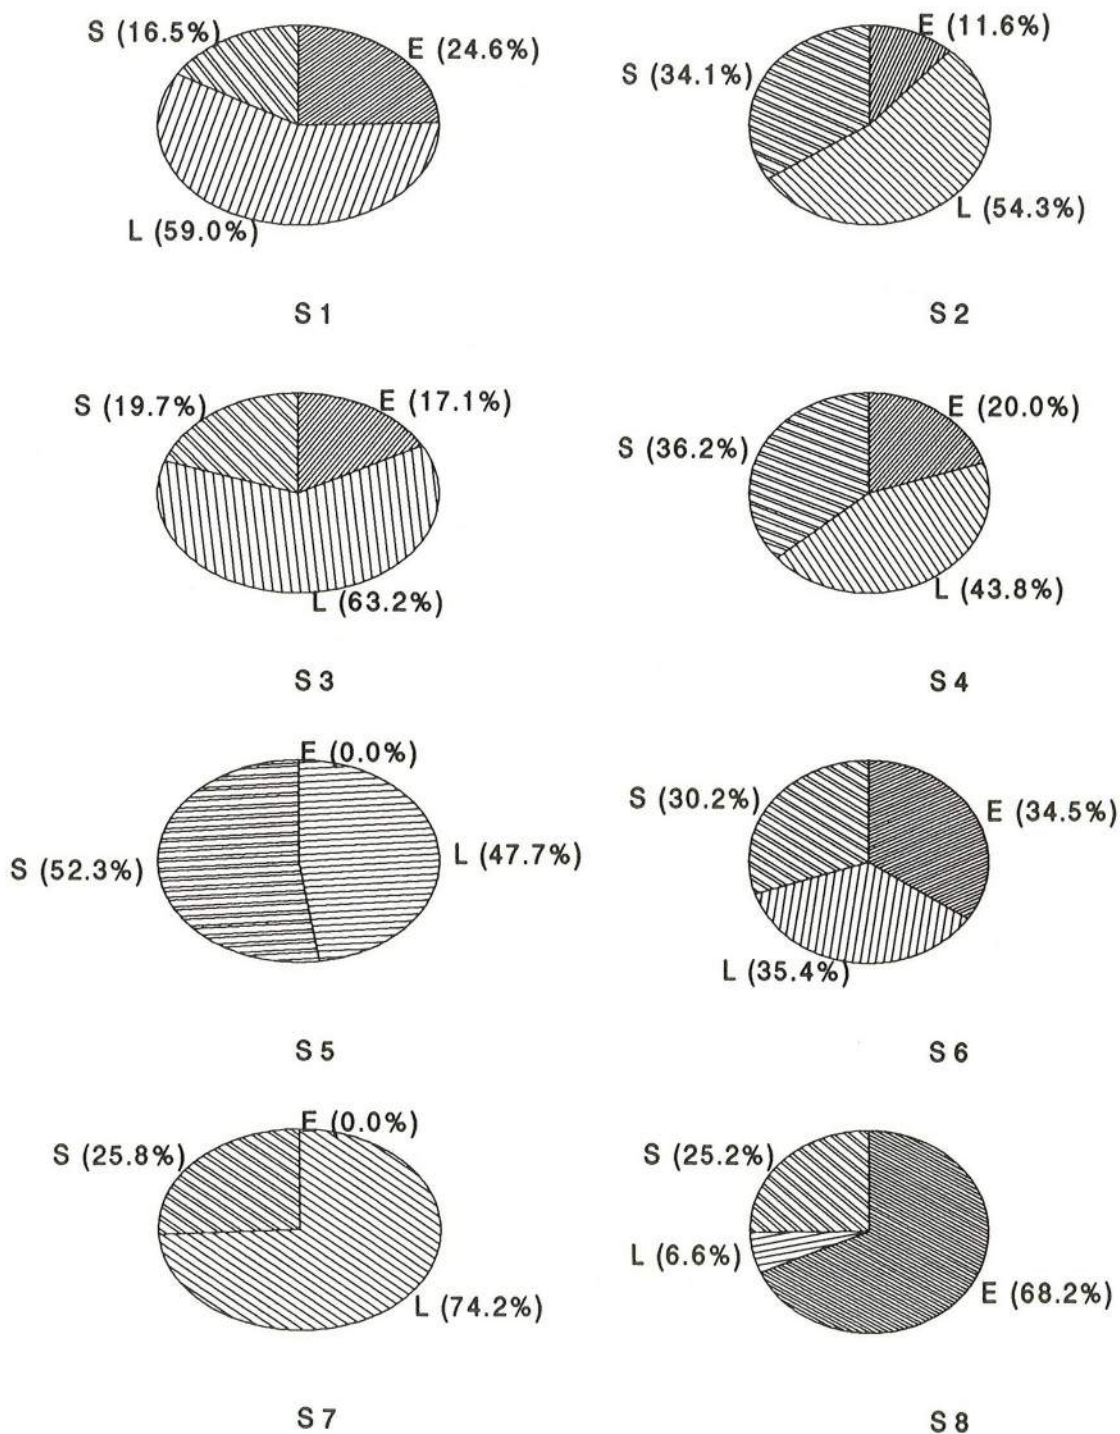 S (16.5%)
E (24.6%)
L (59.0%)
S 1
E (11.6%)
S (34.1%)
L (54.3%)
S 2
S (19.7%)
E (17.1%)
L (63.2%)
S 3
E (20.0%)
S (36.2%)
L (43.8%)
S 4
E (0.0%)
S (52.3%)
L (47.7%)
S 5
S (30.2%)
E (34.5%)
L (35.4%)
S 6
E (0.0%)
S (25.8%)
L (74.2%)
S 7
S (25.2%)
L (6.6%)
E (68.2%)
S 8